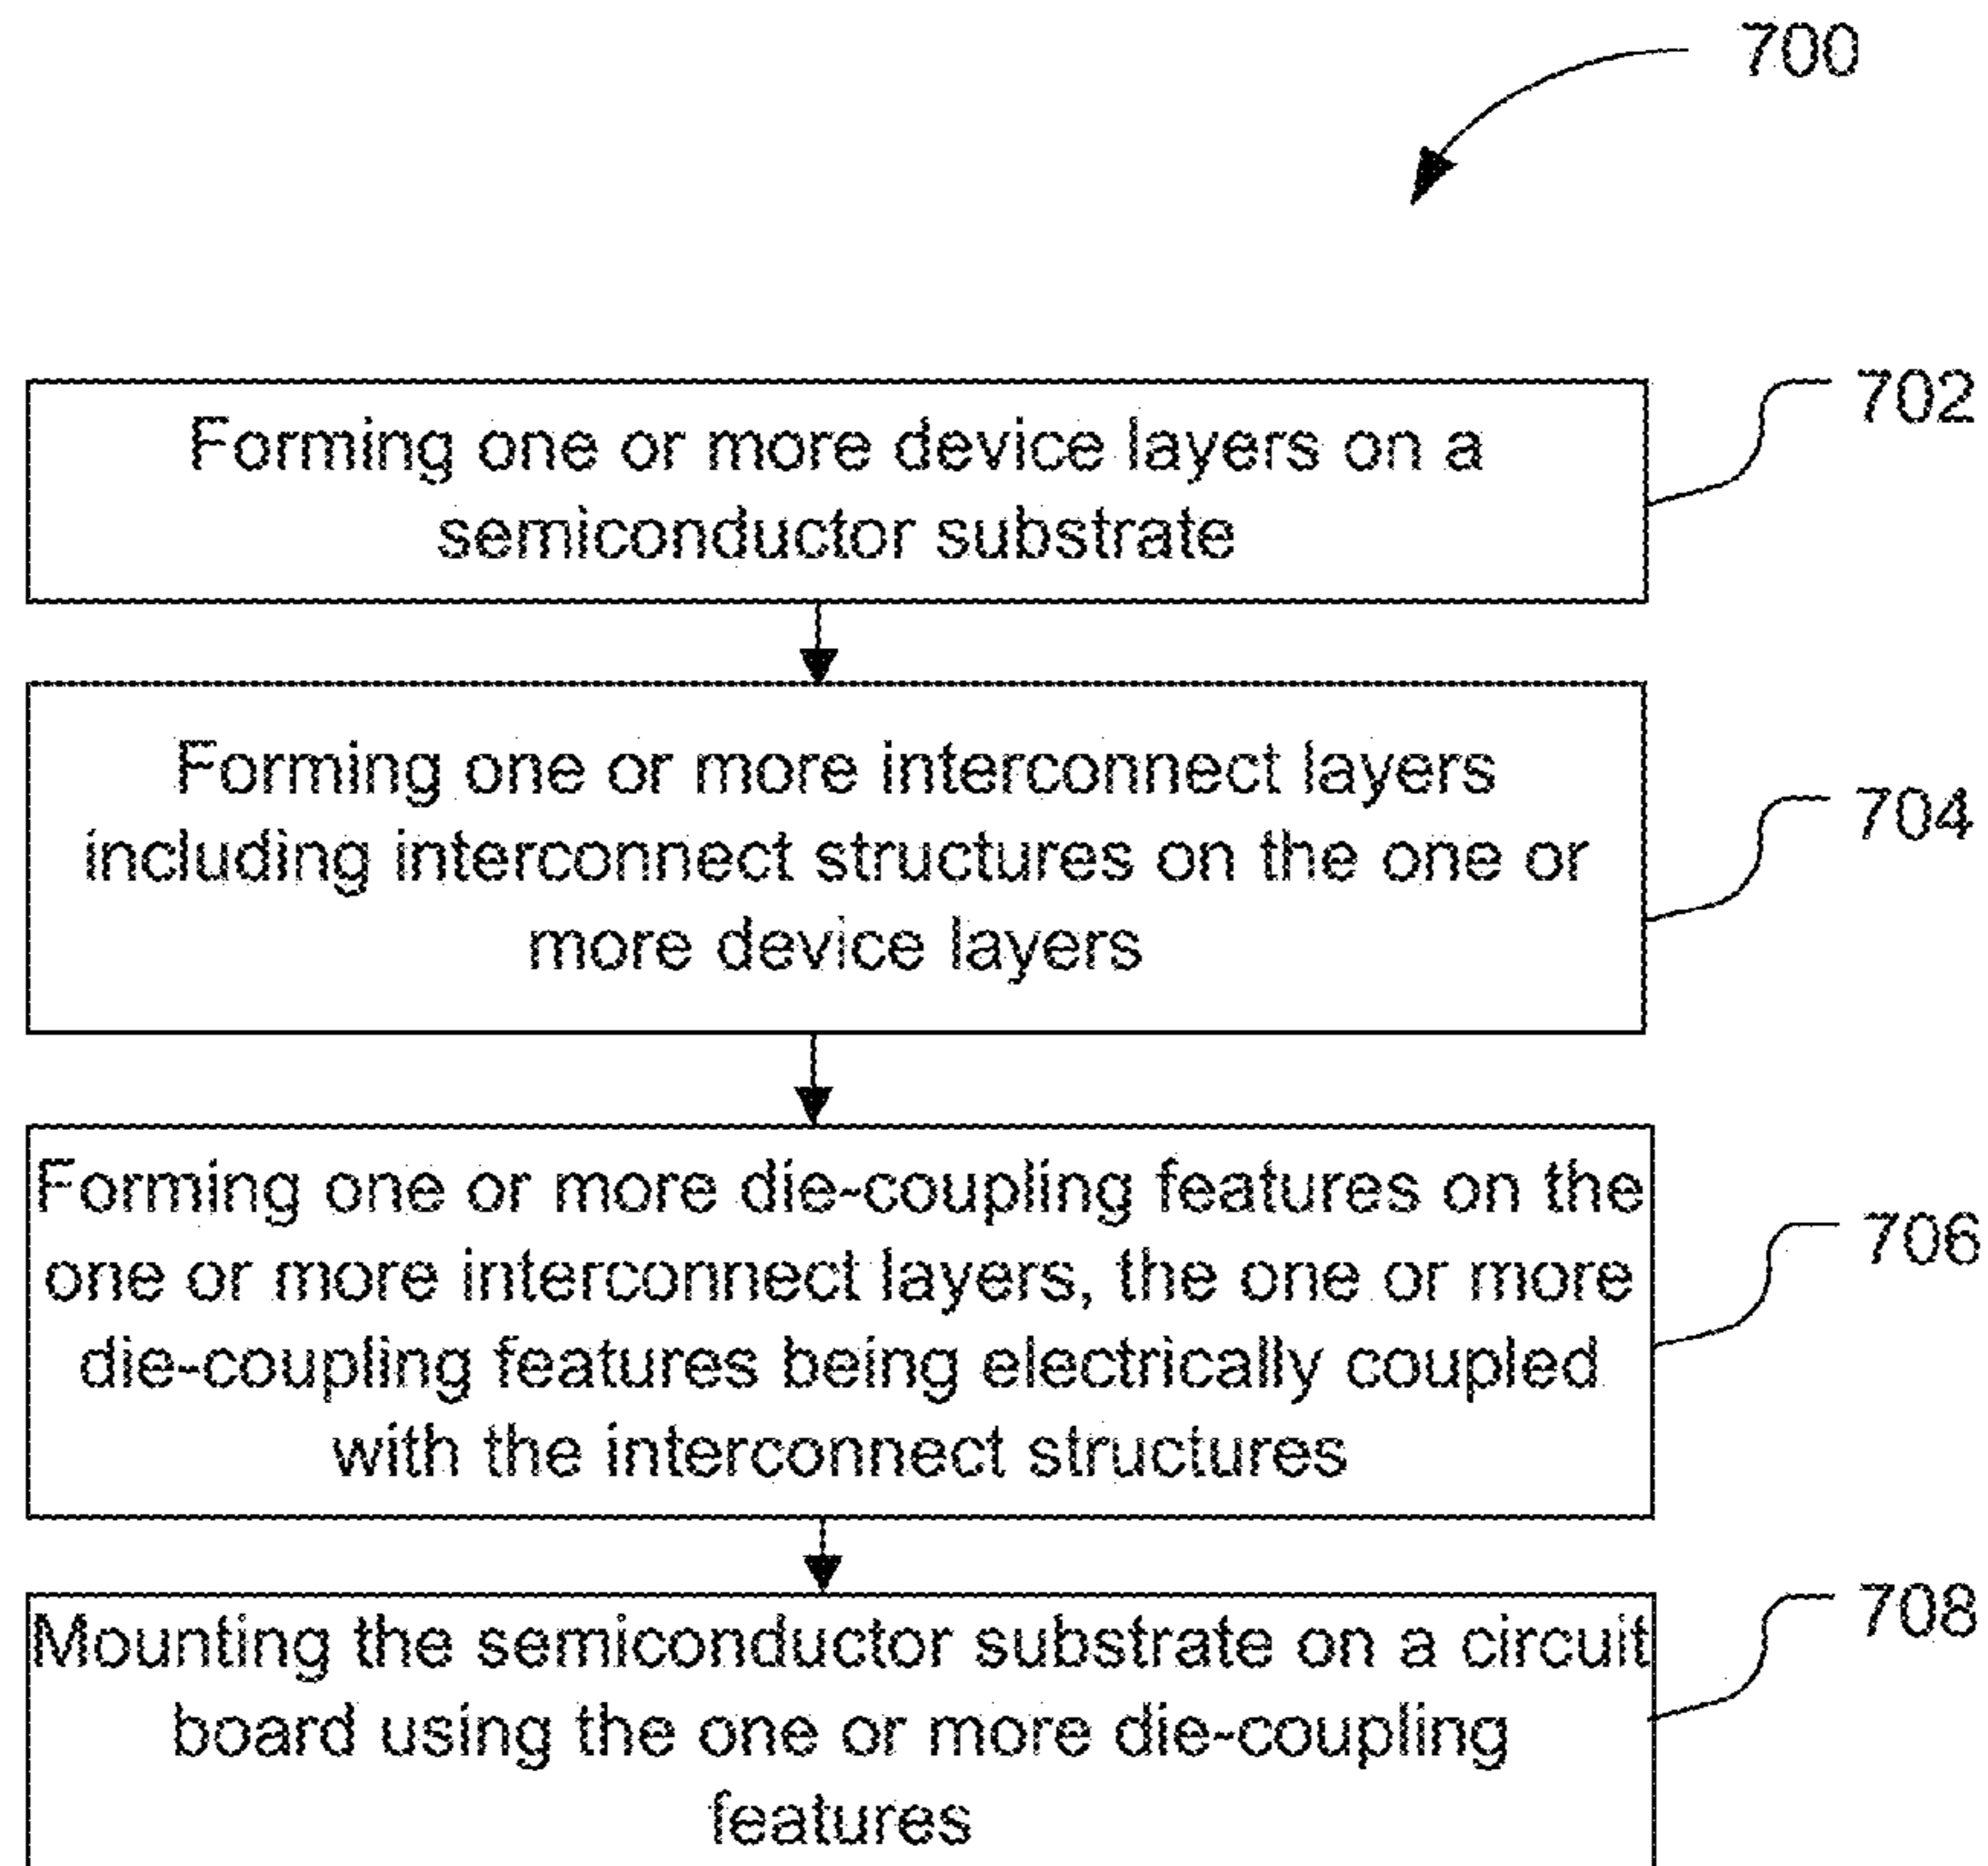 700
Forming one or more device layers on a
semiconductor substrate
702
Forming one or more interconnect layers
including interconnect structures on the one or
more device layers
704
Forming one or more die-coupling features on the
one or more interconnect layers, the one or more
die-coupling features being electrically coupled
with the interconnect structures
706
Mounting the semiconductor substrate on a circuit
board using the one or more die-coupling
features
708